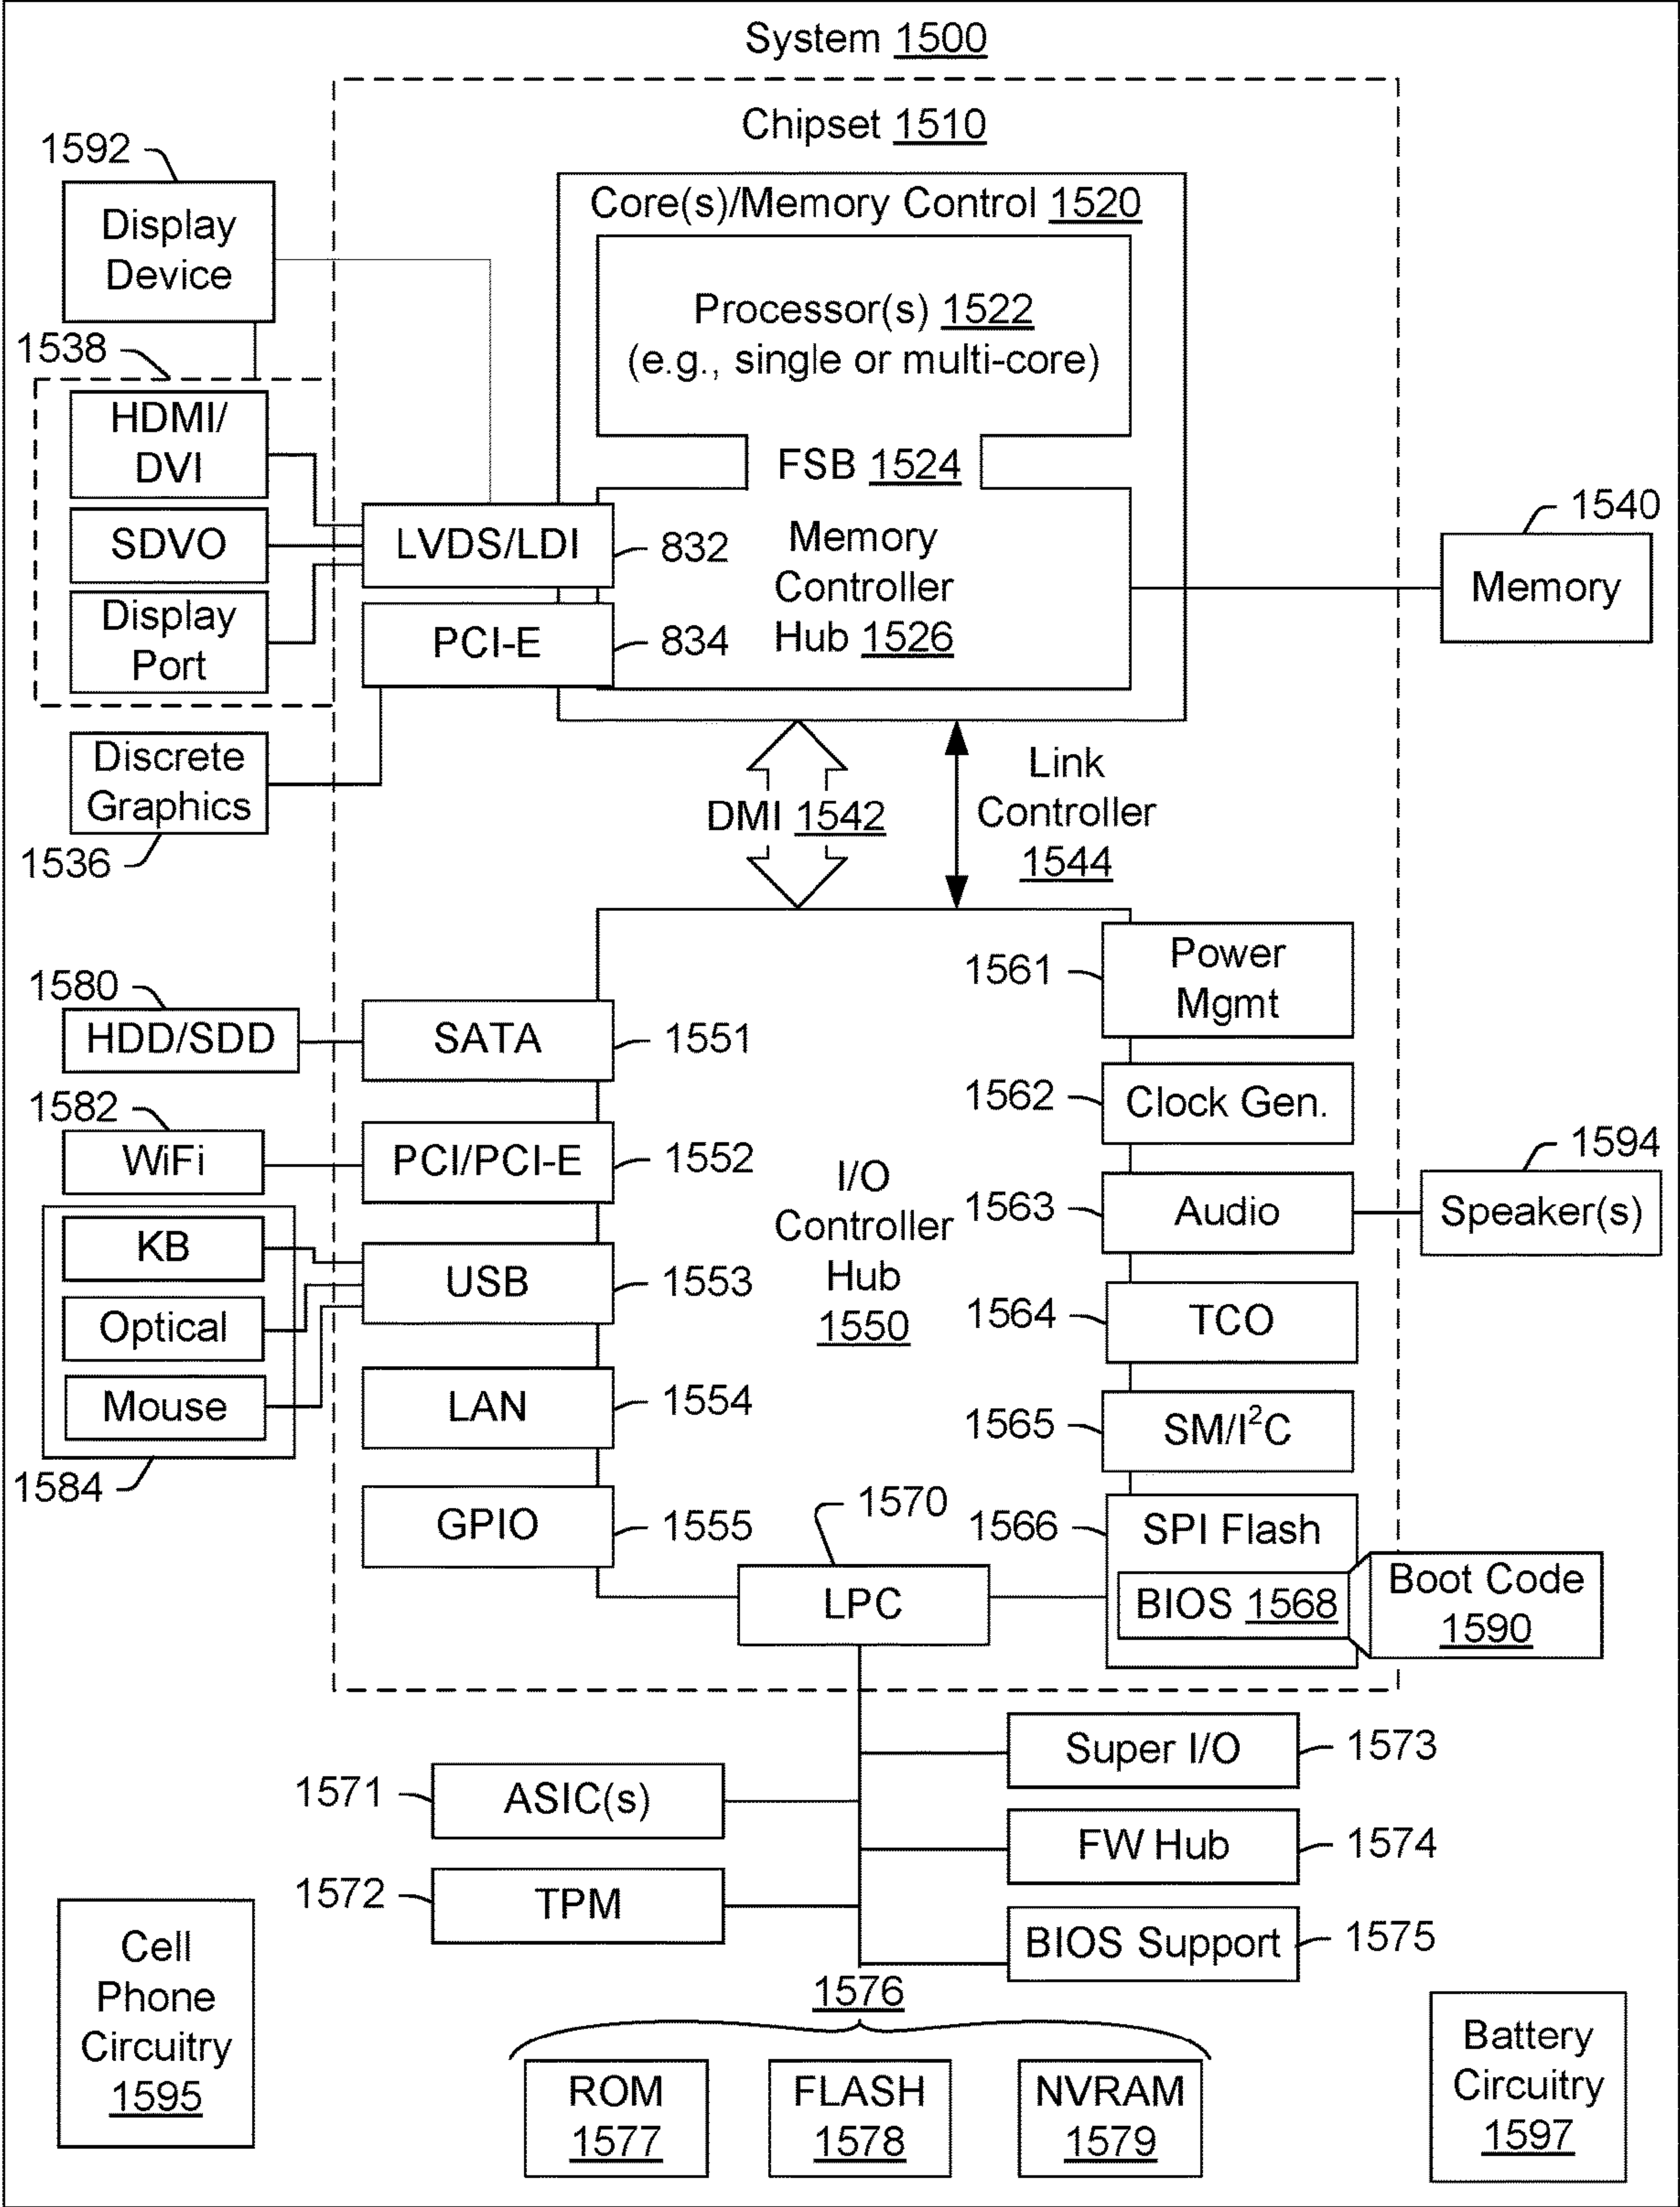 System 1500
Chipset 1510
1592
Display
Device
Core(s)/Memory Control 1520
Processor(s) 1522
(e.g., single or multi-core)
FSB 1524
Memory
Controller
Hub 1526
1538
HDMI/
DVI
SDVO
Display
Port
LVDS/LDI
832
PCI-E
834
1540
Memory
Discrete
Graphics
1536
DMI 1542
Link
Controller
1544
1580
HDD/SDD
SATA
1551
1582
WiFi
PCI/PCI-E
1552
KB
Optical
Mouse
1584
USB
1553
LAN
1554
GPIO
1555
I/O
Controller
Hub
1550
1561
Power
Mgmt
1562
Clock Gen.
1563
Audio
1594
Speaker(s)
1564
TCO
1565
SM/I²C
1566
SPI Flash
BIOS 1568
Boot Code
1590
1570
LPC
1571
ASIC(s)
1572
TPM
Super I/O
1573
FW Hub
1574
BIOS Support
1575
1576
ROM
1577
FLASH
1578
NVRAM
1579
Cell
Phone
Circuitry
1595
Battery
Circuitry
1597